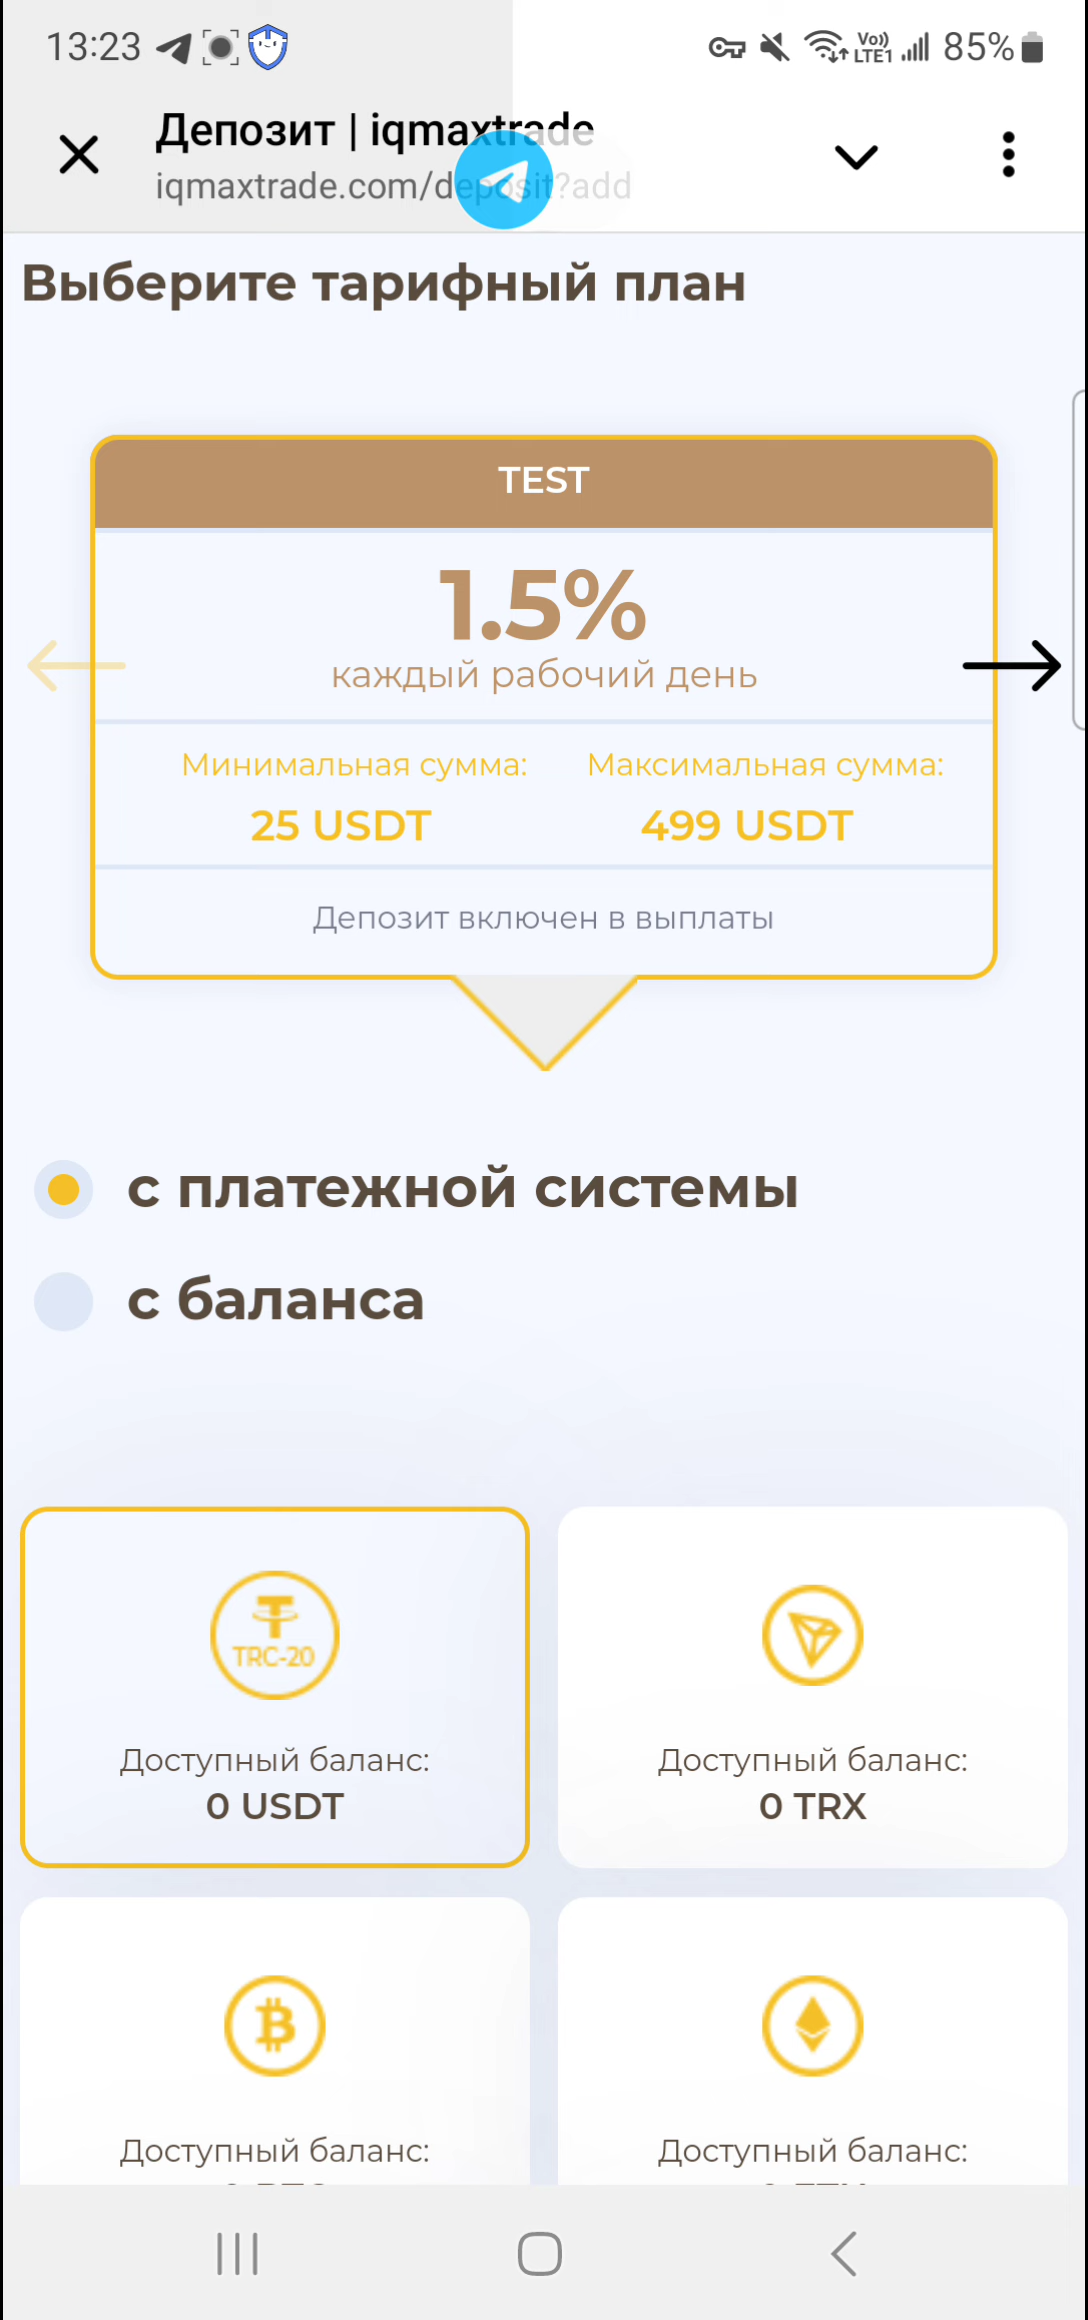 13:23
Vo))
LTE1
85%
Депозит | iqmaxtrade
iqmaxtrade.com/deposit?add
Выберите тарифный план
TEST
1.5%
каждый рабочий день
Минимальная сумма:
Максимальная сумма:
25 USDT
499 USDT
Депозит включен в выплаты
с платежной системы
с баланса
TRC-20
Доступный баланс:
0 USDT
Доступный баланс:
0 TRX
Доступный баланс:
Доступный баланс: